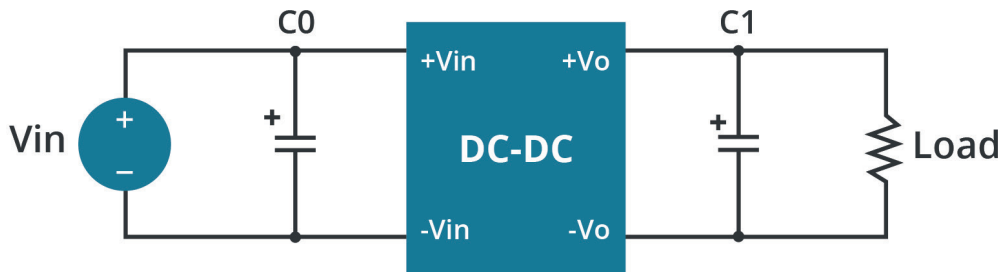 C0
C1
+Vin
+Vo
+
+
+
Vin
DC-DC
Load
−
-Vin
-Vo